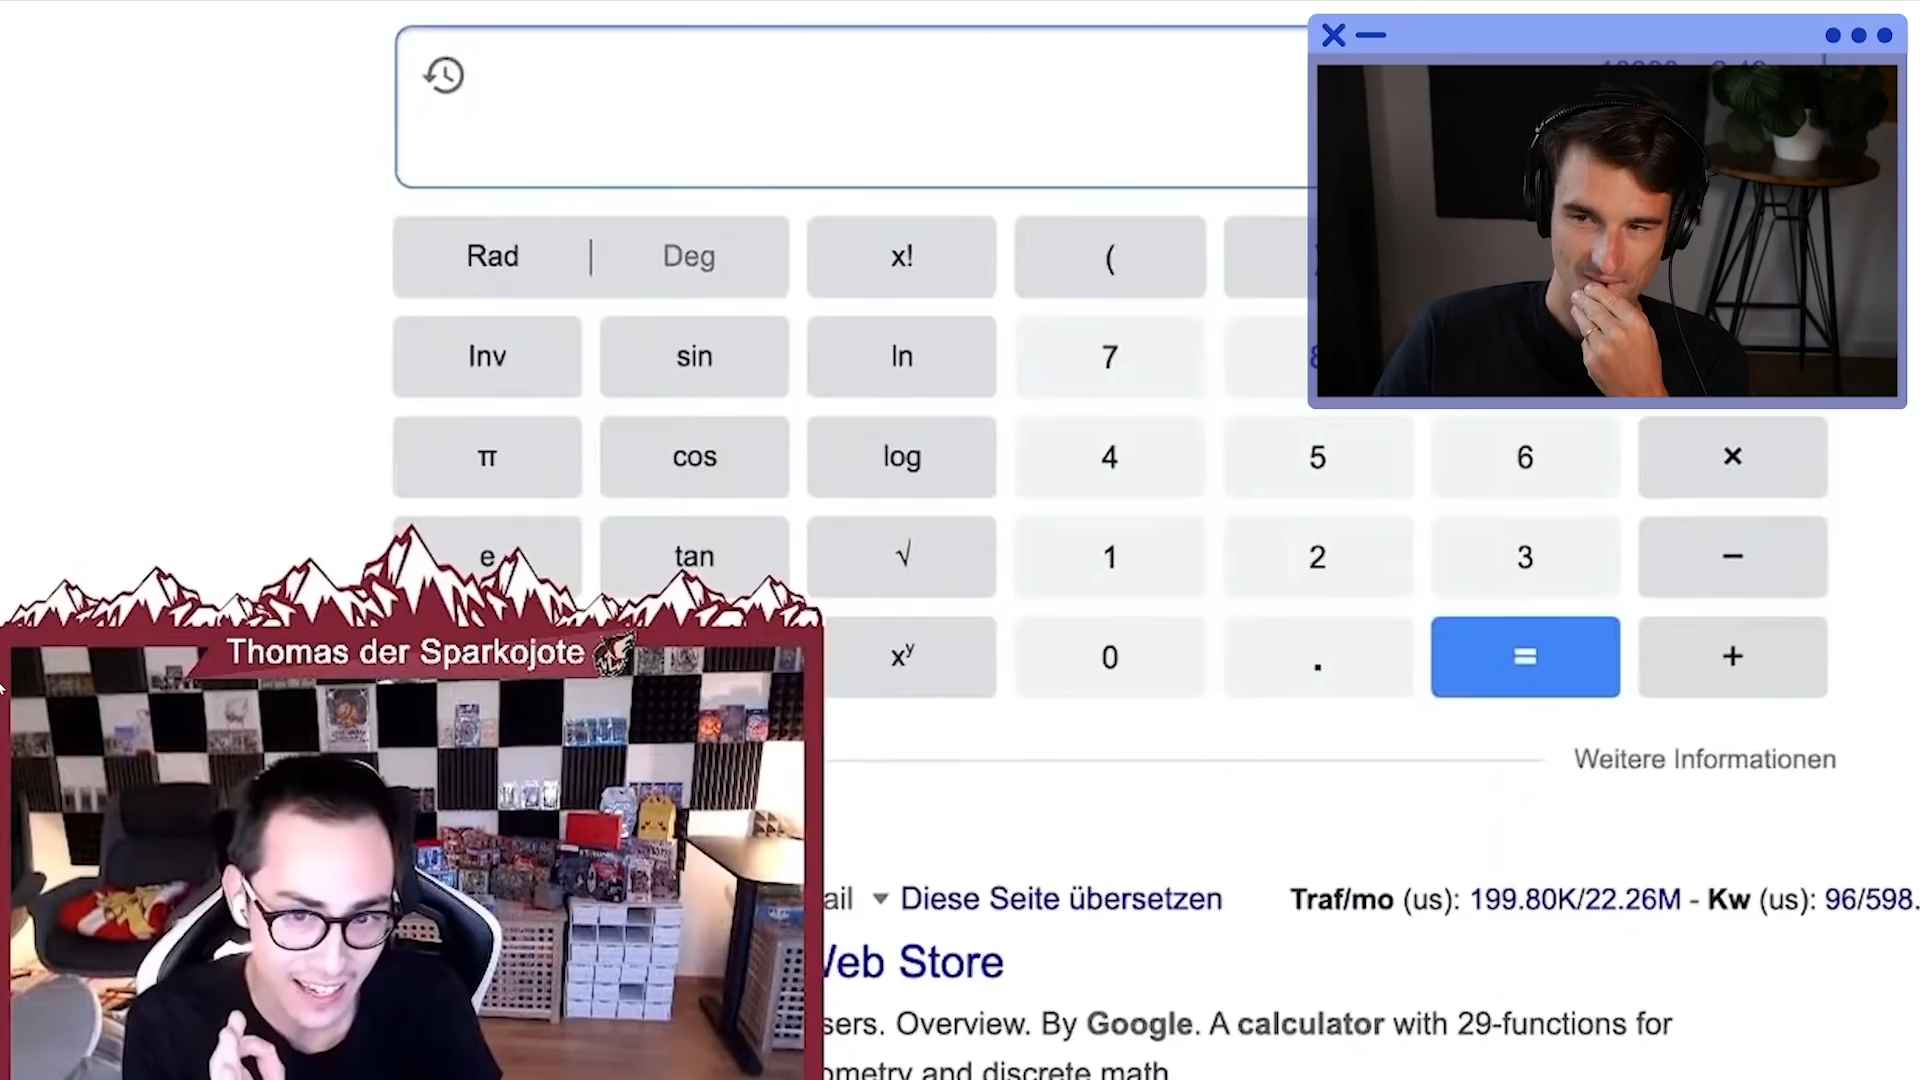 Rad | Deg
x!
(
Inv
sin
ln
7
π
cos
log
4
5
6
×
e
tan
√
1
2
3
−
xʸ
0
.
=
+
Thomas der Sparkojote
Weitere Informationen
Diese Seite übersetzen
Traf/mo (us): 199.80K/22.26M - Kw (us): 96/598.
Web Store
Overview. By Google. A calculator with 29-functions for
and discrete math